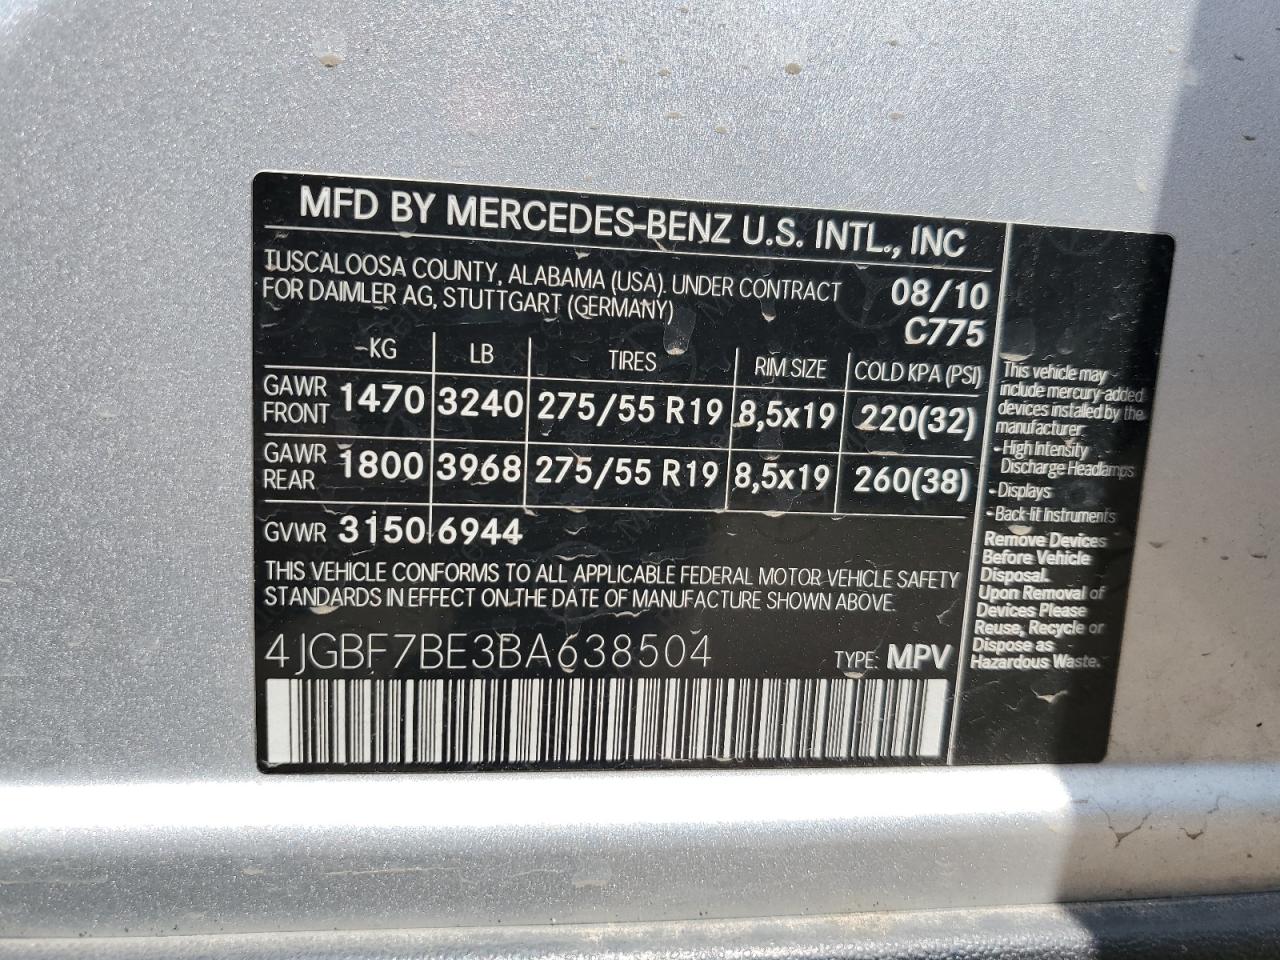 MFD BY MERCEDES-BENZ U.S. INTL., INC
TUSCALOOSA COUNTY, ALABAMA (USA). UNDER CONTRACT
FOR DAIMLER AG, STUTTGART (GERMANY)
08/10
C775
KG LB TIRES RIM SIZE COLD KPA (PSI)
GAWR FRONT 1470 3240 275/55 R19 8,5x19 220(32)
GAWR REAR 1800 3968 275/55 R19 8,5x19 260(38)
GVWR 3150 6944
THIS VEHICLE CONFORMS TO ALL APPLICABLE FEDERAL MOTOR VEHICLE SAFETY
STANDARDS IN EFFECT ON THE DATE OF MANUFACTURE SHOWN ABOVE.
4JGBF7BE3BA638504 TYPE: MPV
This vehicle may
include mercury-added
devices installed by the
manufacturer
- High Intensity
Discharge Headlamps
- Displays
- Back-lit Instruments
Remove Devices
Before Vehicle
Disposal.
Upon Removal of
Devices Please
Reuse, Recycle or
Dispose as
Hazardous Waste.